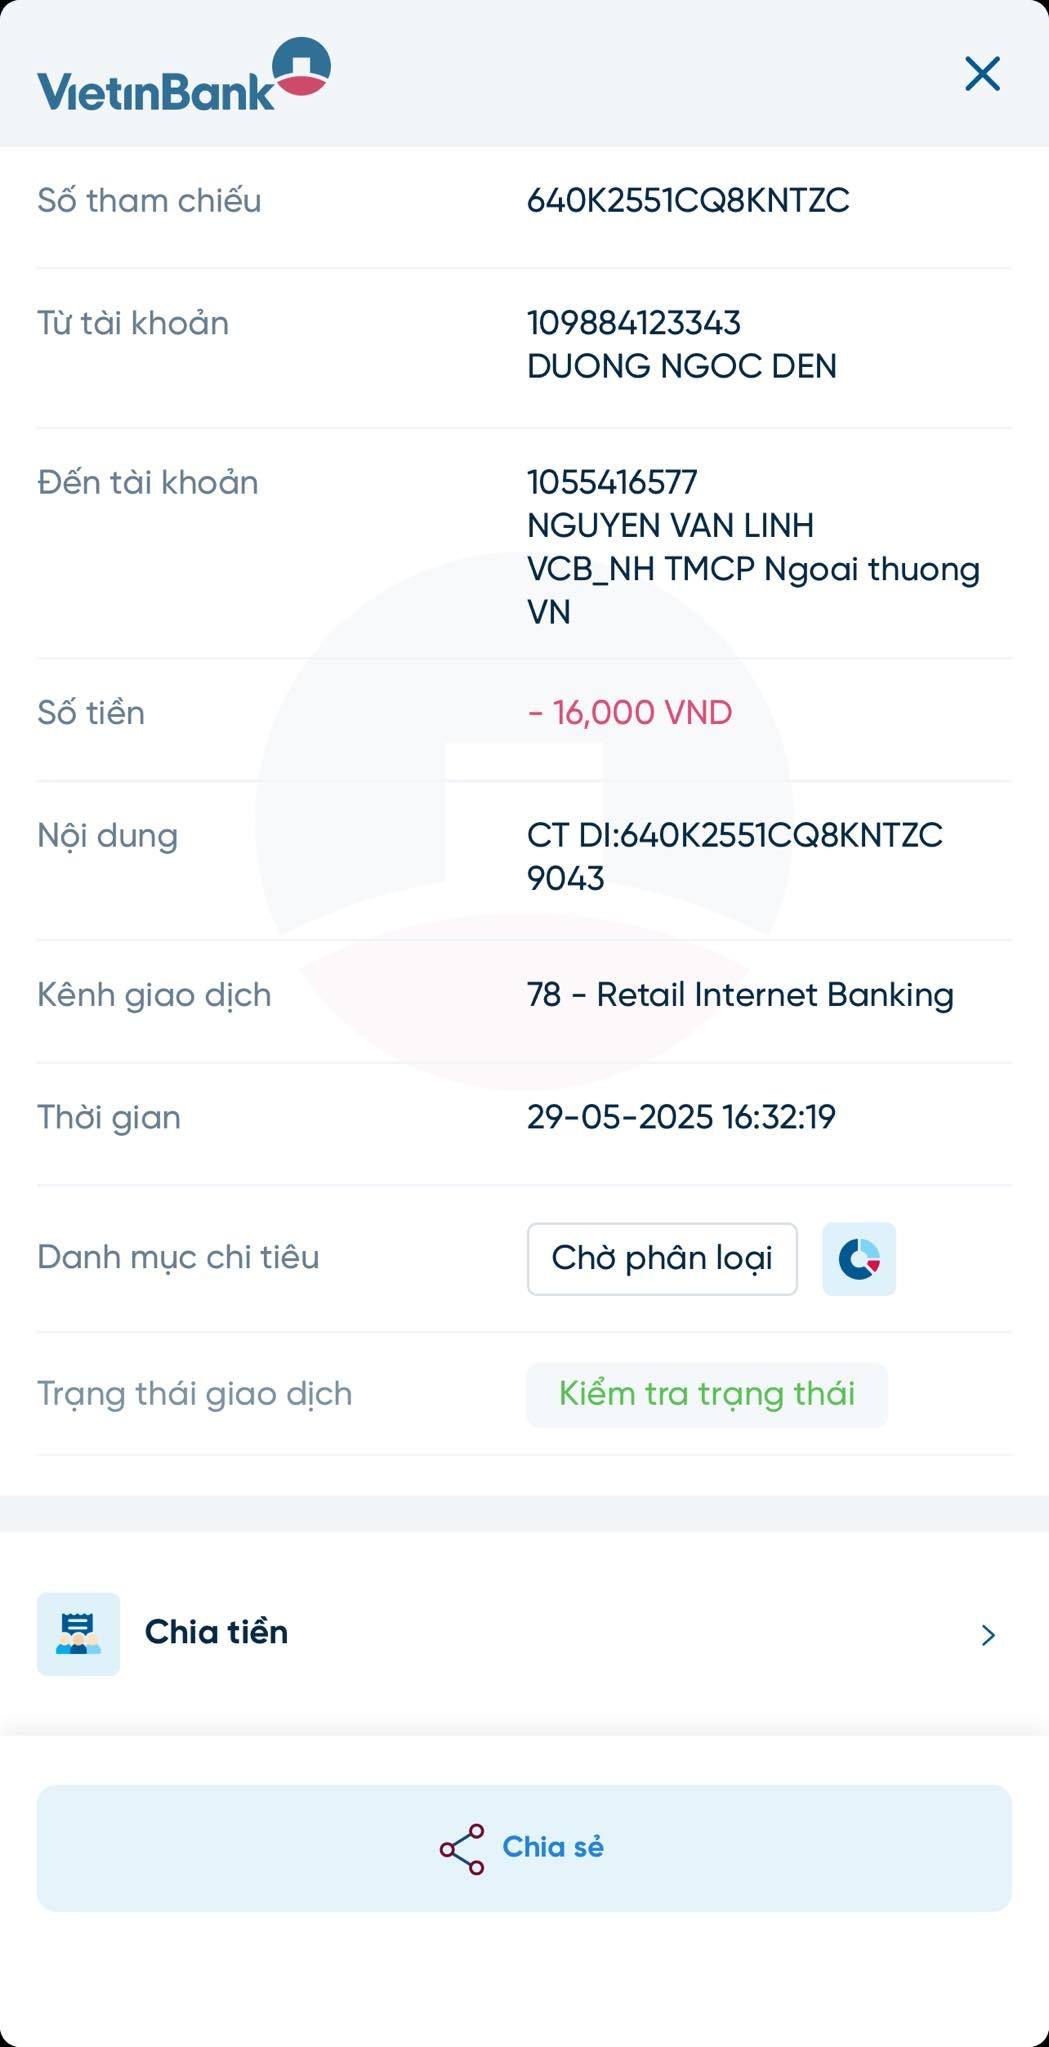 VietinBank
Số tham chiếu 640K2551CQ8KNTZC
Từ tài khoản 109884123343
DUONG NGOC DEN
Đến tài khoản 1055416577
NGUYEN VAN LINH
VCB_NH TMCP Ngoai thuong
VN
Số tiền - 16,000 VND
Nội dung CT DI:640K2551CQ8KNTZC
9043
Kênh giao dịch 78 - Retail Internet Banking
Thời gian 29-05-2025 16:32:19
Danh mục chi tiêu Chờ phân loại
Trạng thái giao dịch Kiểm tra trạng thái
Chia tiền
Chia sẻ